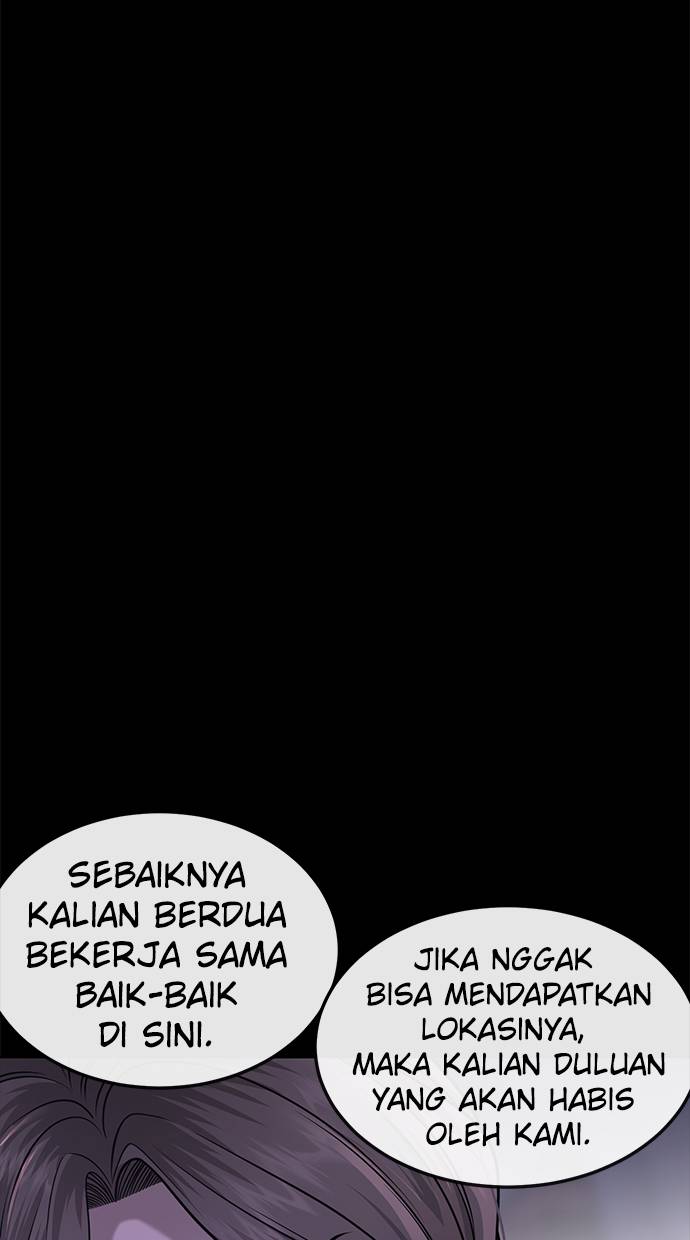 SEBAIKNYA
KALIAN BERDUA
BEKERJA SAMA
BAIK-BAIK
DI SINI.
JIKA NGGAK
BISA MENDAPATKAN
LOKASINYA,
MAKA KALIAN DULUAN
YANG AKAN HABIS
OLEH KAMI.